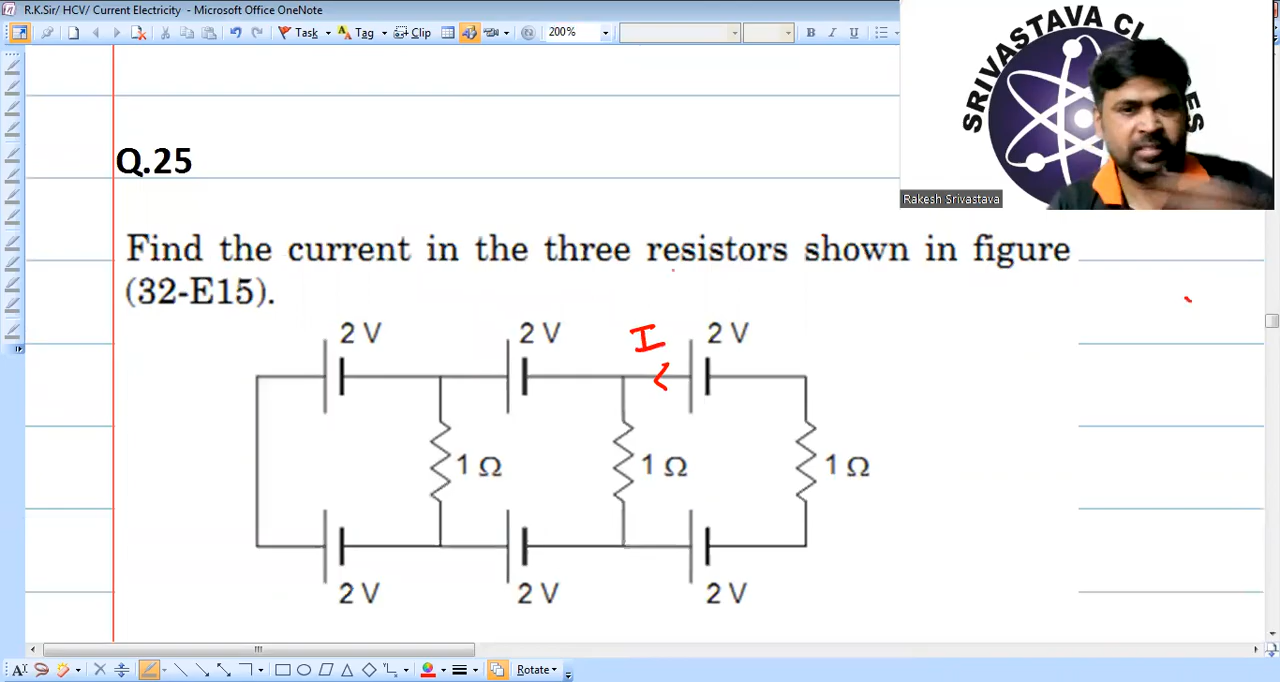 R.K.Sir/ HCV/ Current Electricity - Microsoft Office OneNote
Task Tag Clip 200% B I U
SRIVASTAVA CL ES
Rakesh Srivastava
Q.25
Find the current in the three resistors shown in figure
(32-E15).
2 V 2 V I 2 V
1 Ω 1 Ω 1 Ω
2 V 2 V 2 V
Rotate